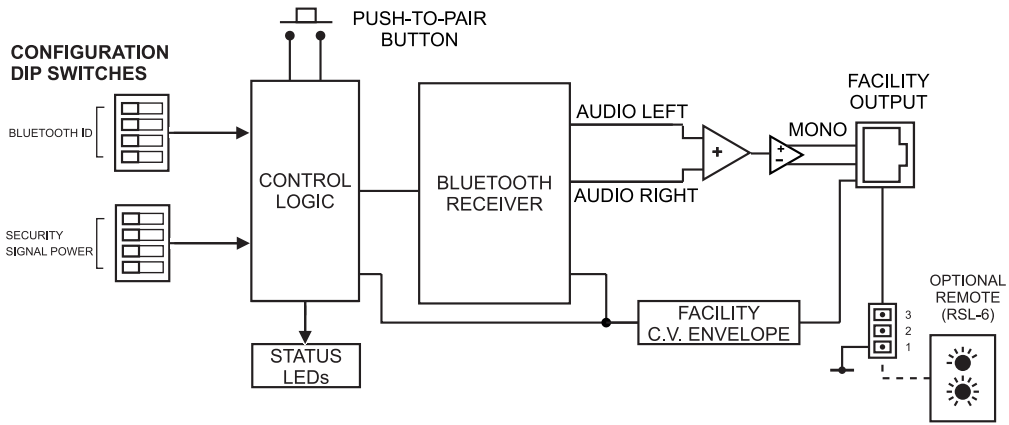 PUSH-TO-PAIR
BUTTON
CONFIGURATION
DIP SWITCHES
BLUETOOTH ID
SECURITY
SIGNAL POWER
CONTROL
LOGIC
BLUETOOTH
RECEIVER
AUDIO LEFT
AUDIO RIGHT
+
+
-
MONO
FACILITY
OUTPUT
STATUS
LEDs
FACILITY
C.V. ENVELOPE
3
2
1
OPTIONAL
REMOTE
(RSL-6)